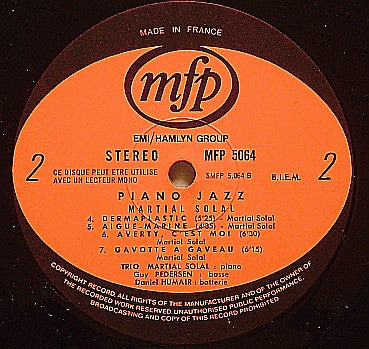 MADE IN FRANCE
mfp
EMI/HAMLYN GROUP
2 STEREO MFP 5064 2
CE DISQUE PEUT ETRE UTILISE
AVEC UN LECTEUR MONO
SMFP 5.064 B B.I.E.M.
PIANO JAZZ
MARTIAL SOLAL
4. DERMAPLASTIC (5'25) - Martial Solal
5. AIGUE-MARINE (4'35) - Martial Solal
6. AVERTY, C'EST MOI (6'30)
Martial Solal
7. GAVOTTE A GAVEAU (6'15)
Martial Solal
TRIO MARTIAL SOLAL : piano
Guy PEDERSEN : basse
Daniel HUMAIR : batterie
COPYRIGHT RECORD. ALL RIGHTS OF THE MANUFACTURER AND OF THE OWNER OF
THE RECORDED WORK RESERVED. UNAUTHORISED PUBLIC PERFORMANCE,
BROADCASTING AND COPY OF THIS RECORD PROHIBITED